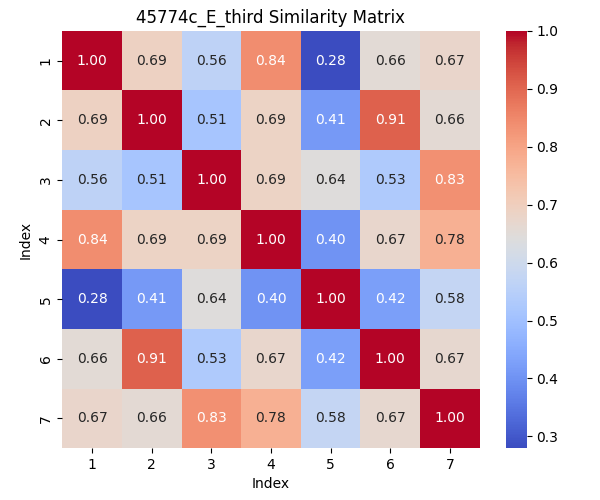 45774c_E_third Similarity Matrix
1 1.00 0.69 0.56 0.84 0.28 0.66 0.67
2 0.69 1.00 0.51 0.69 0.41 0.91 0.66
3 0.56 0.51 1.00 0.69 0.64 0.53 0.83
4 0.84 0.69 0.69 1.00 0.40 0.67 0.78
5 0.28 0.41 0.64 0.40 1.00 0.42 0.58
6 0.66 0.91 0.53 0.67 0.42 1.00 0.67
7 0.67 0.66 0.83 0.78 0.58 0.67 1.00
1 2 3 4 5 6 7
Index
Index
1.0
0.9
0.8
0.7
0.6
0.5
0.4
0.3